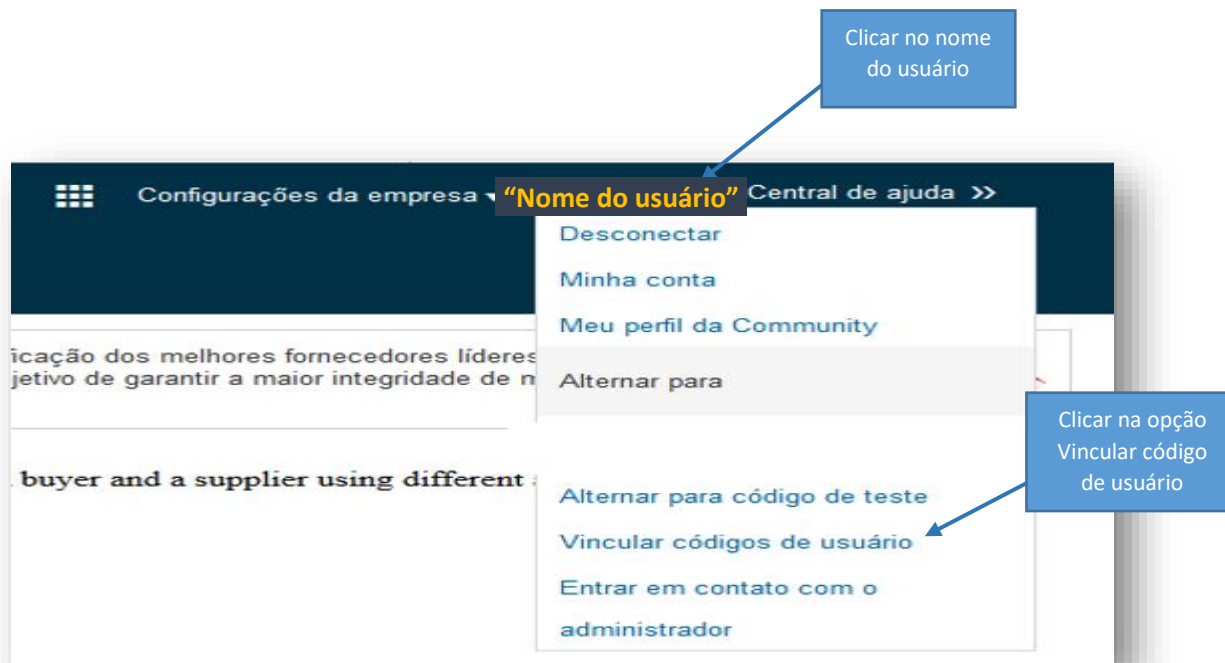 Clicar no nome
do usuário
Configurações da empresa
“Nome do usuário”
Central de ajuda >>
Desconectar
Minha conta
Meu perfil da Community
icação dos melhores fornecedores líderes
jetivo de garantir a maior integridade de m
Alternar para
Clicar na opção
Vincular código
de usuário
buyer and a supplier using different
Alternar para código de teste
Vincular códigos de usuário
Entrar em contato com o
administrador